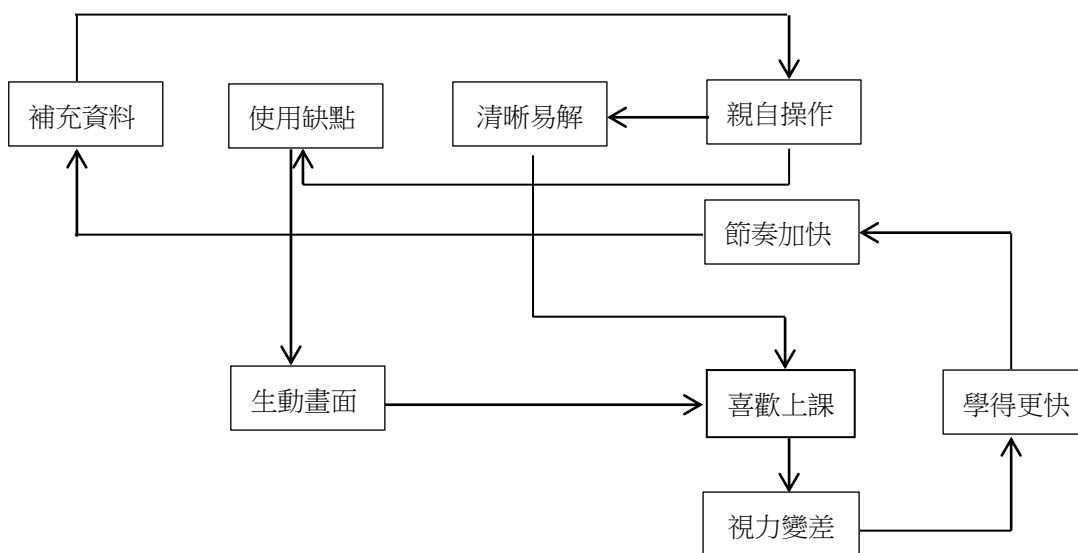 補充資料
使用缺點
清晰易解
親自操作
節奏加快
生動畫面
喜歡上課
學得更快
視力變差